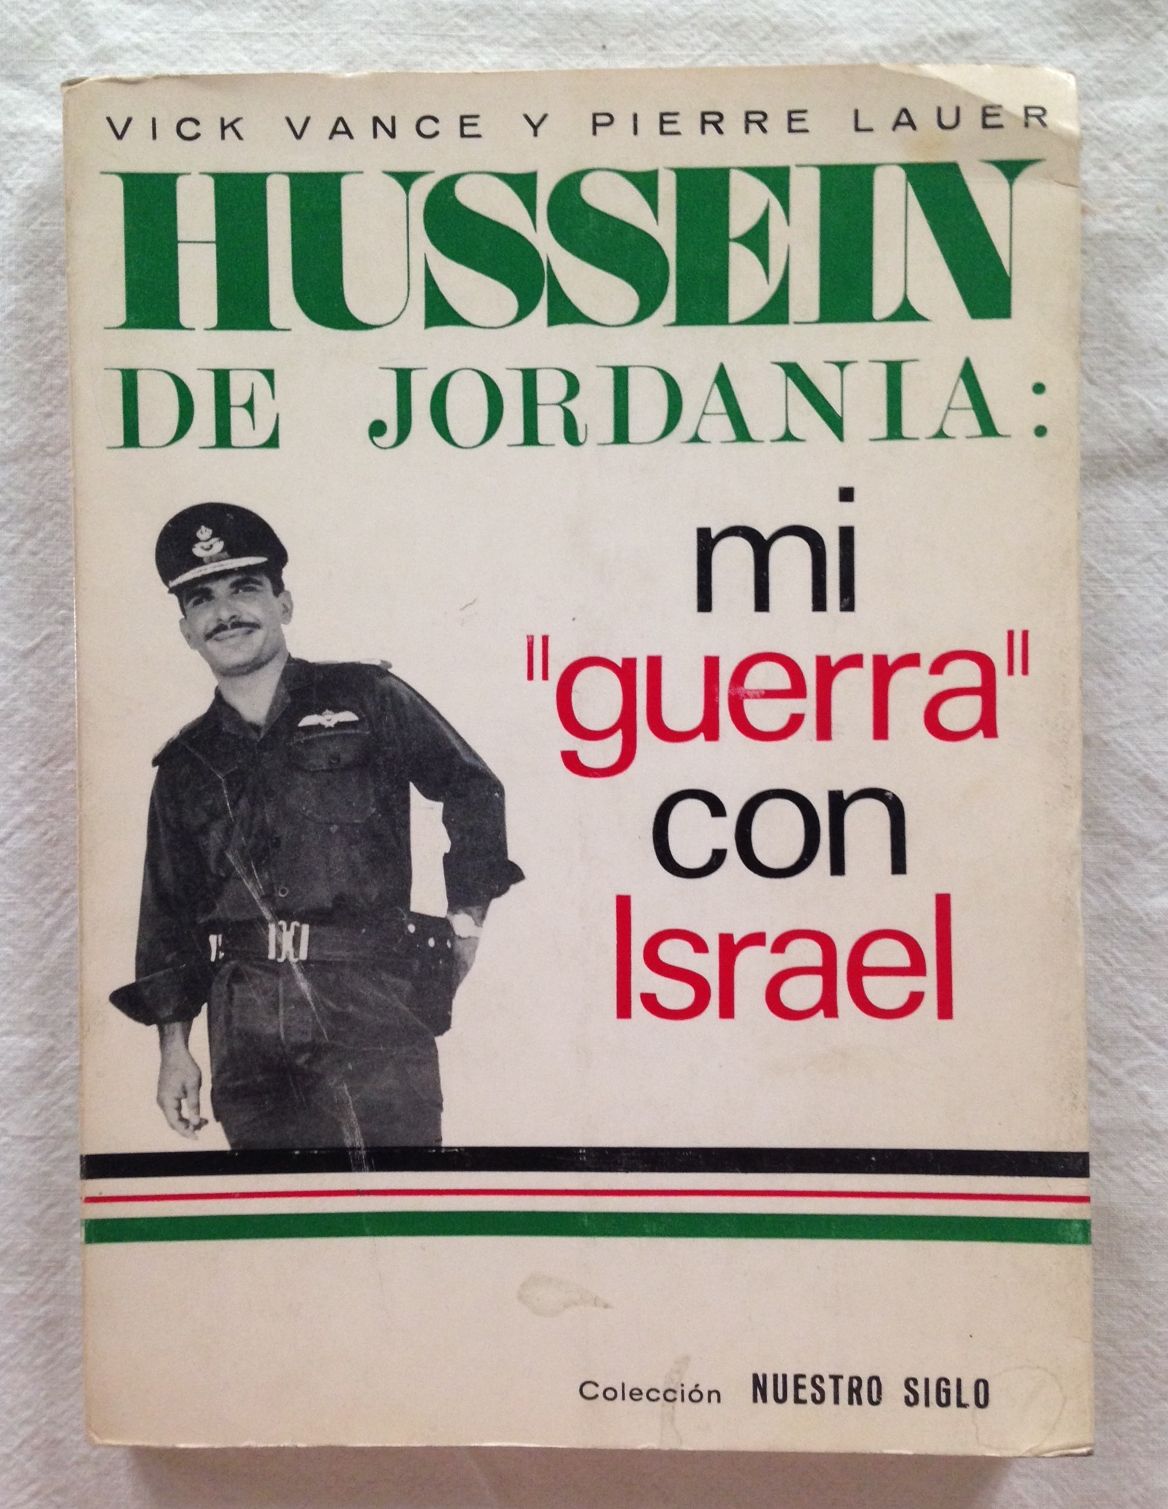 VICK VANCE Y PIERRE LAUER
HUSSEIN
DE JORDANIA:
mi
"guerra"
con
Israel
Colección NUESTRO SIGLO